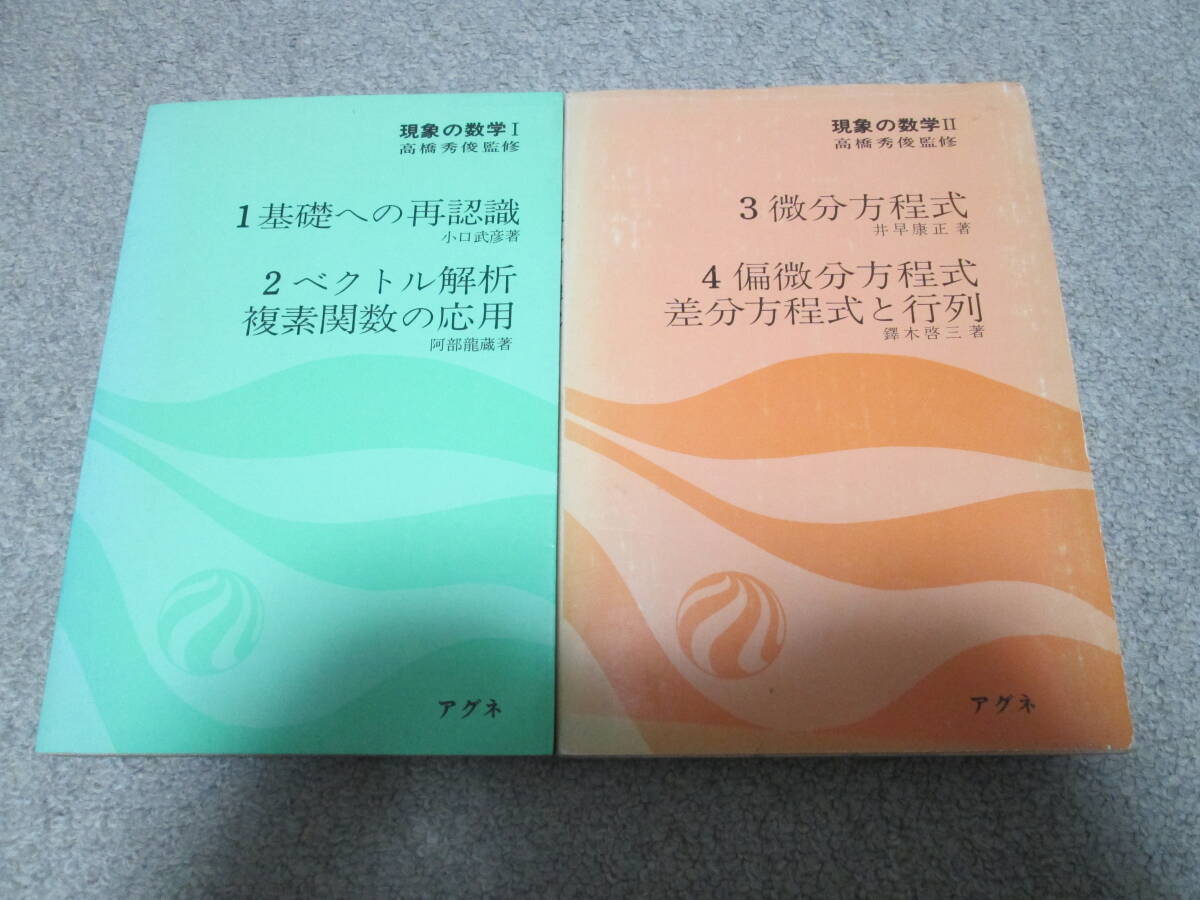 現象の数学I
高橋秀俊監修
1基礎への再認識
小口武彦著
2ベクトル解析
複素関数の応用
阿部龍蔵著
アグネ
現象の数学II
高橋秀俊監修
3微分方程式
井早康正著
4偏微分方程式
差分方程式と行列
鐸木啓三著
アグネ